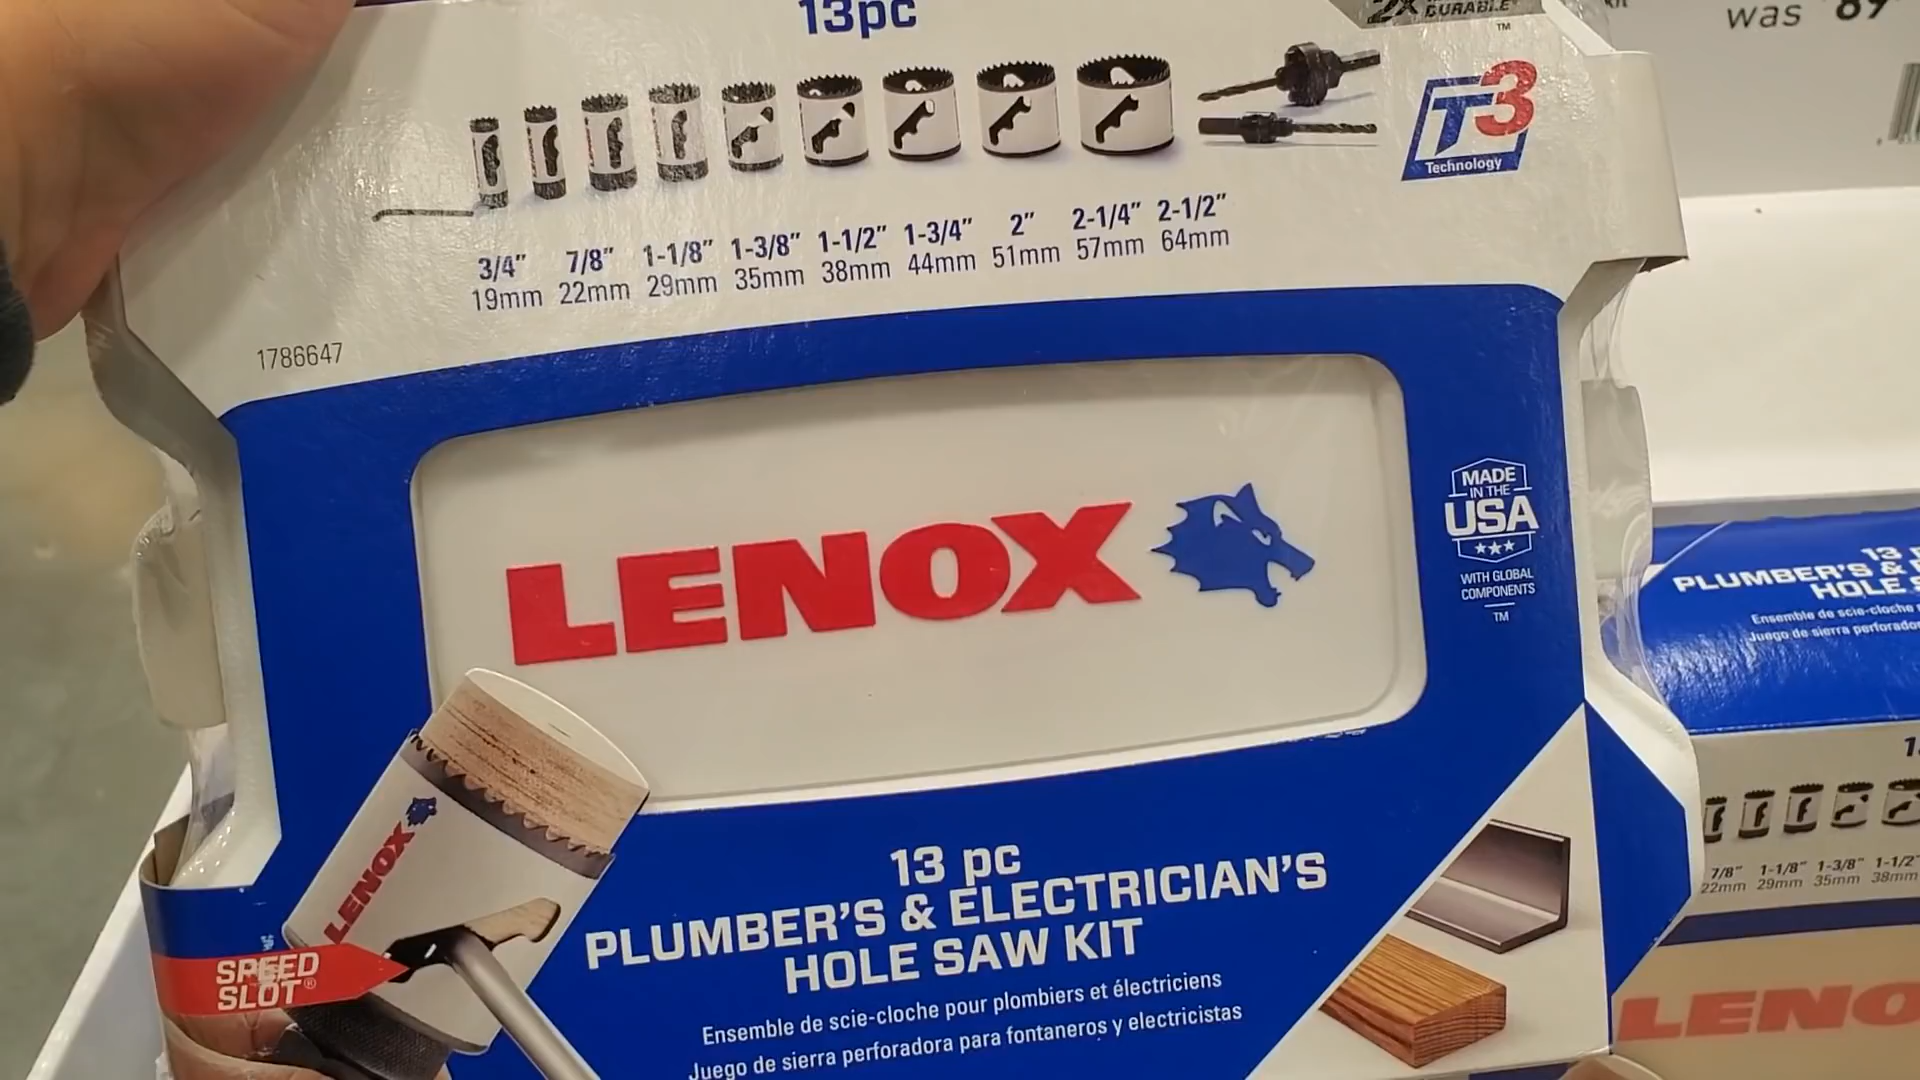 13pc
2X
DURABLE™
was 89
T3
Technology
3/4" 7/8" 1-1/8" 1-3/8" 1-1/2" 1-3/4" 2" 2-1/4" 2-1/2"
19mm 22mm 29mm 35mm 38mm 44mm 51mm 57mm 64mm
1786647
LENOX
MADE
IN THE
USA
WITH GLOBAL
COMPONENTS
™
LENOX
SPEED
SLOT®
13 pc
PLUMBER'S & ELECTRICIAN'S
HOLE SAW KIT
Ensemble de scie-cloche pour plombiers et électriciens
Juego de sierra perforadora para fontaneros y electricistas
13
PLUMBER'S &
HOLE
Ensemble de scie-cloche
Juego de sierra
7/8" 1-1/8" 1-3/8" 1-1/2"
22mm 29mm 35mm 38mm
LENO